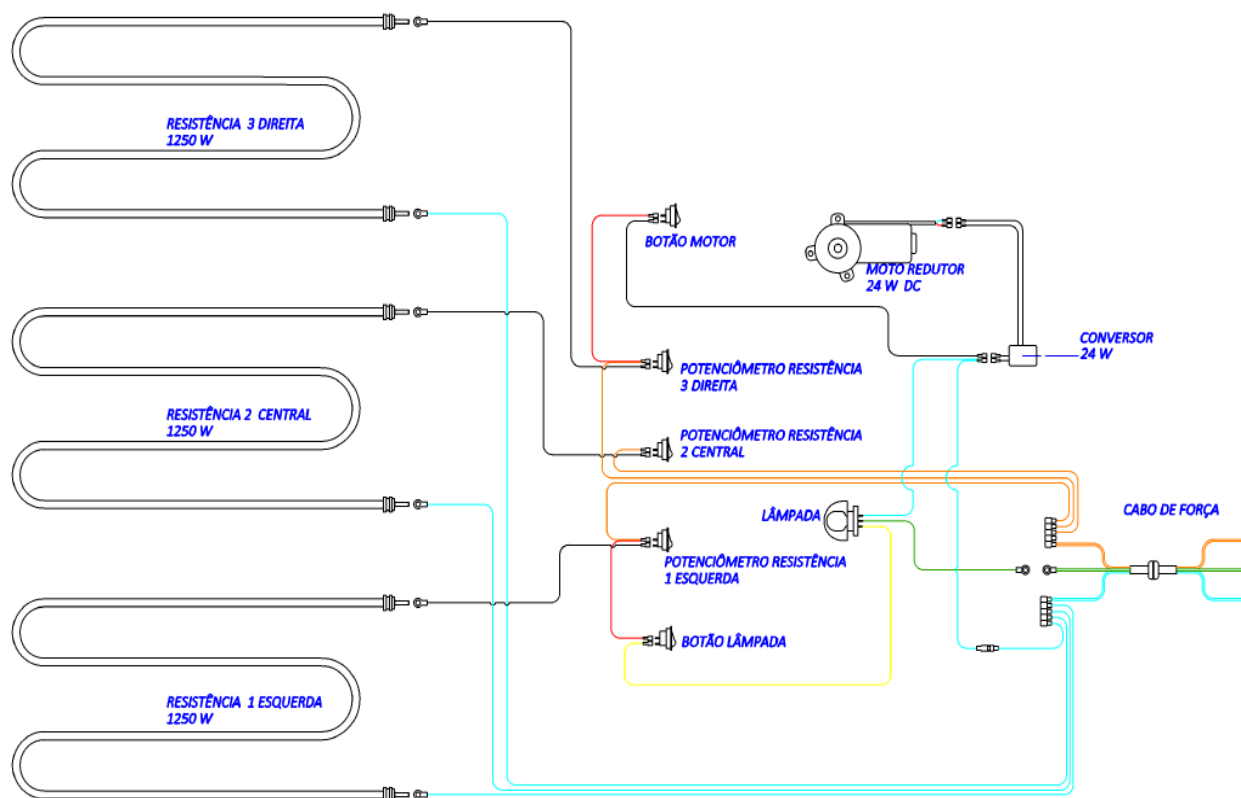 RESISTÊNCIA 3 DIREITA
1250 W
BOTÃO MOTOR
MOTO REDUTOR
24 W DC
CONVERSOR
24 W
POTENCIÔMETRO RESISTÊNCIA
3 DIREITA
RESISTÊNCIA 2 CENTRAL
1250 W
POTENCIÔMETRO RESISTÊNCIA
2 CENTRAL
LÂMPADA
CABO DE FORÇA
POTENCIÔMETRO RESISTÊNCIA
1 ESQUERDA
BOTÃO LÂMPADA
RESISTÊNCIA 1 ESQUERDA
1250 W